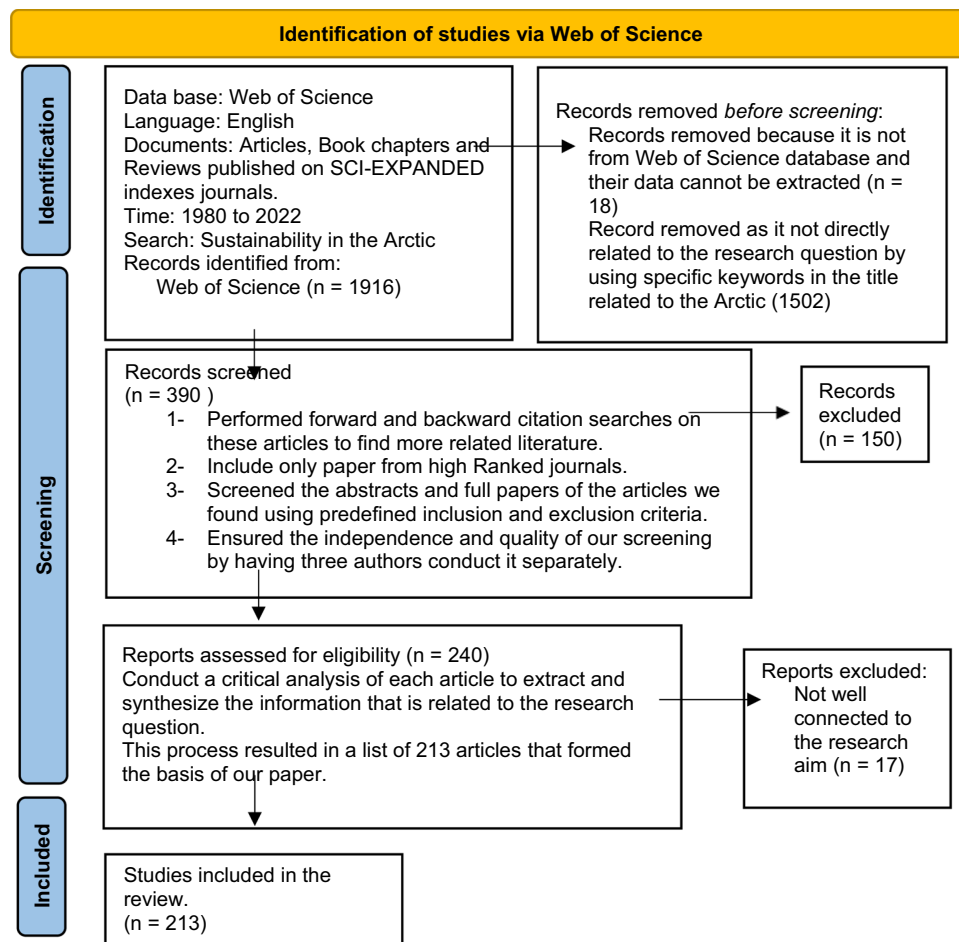 Identification of studies via Web of Science
Identification
Data base: Web of Science
Language: English
Documents: Articles, Book chapters and
Reviews published on SCI-EXPANDED
indexes journals.
Time: 1980 to 2022
Search: Sustainability in the Arctic
Records identified from:
Web of Science (n = 1916)
Records removed before screening:
Records removed because it is not
from Web of Science database and
their data cannot be extracted (n =
18)
Record removed as it not directly
related to the research question by
using specific keywords in the title
related to the Arctic (1502)
Screening
Records screened
(n = 390 )
1- Performed forward and backward citation searches on
these articles to find more related literature.
2- Include only paper from high Ranked journals.
3- Screened the abstracts and full papers of the articles we
found using predefined inclusion and exclusion criteria.
4- Ensured the independence and quality of our screening
by having three authors conduct it separately.
Records
excluded
(n = 150)
Reports assessed for eligibility (n = 240)
Conduct a critical analysis of each article to extract and
synthesize the information that is related to the research
question.
This process resulted in a list of 213 articles that formed
the basis of our paper.
Reports excluded:
Not well
connected to
the research
aim (n = 17)
Included
Studies included in the
review.
(n = 213)